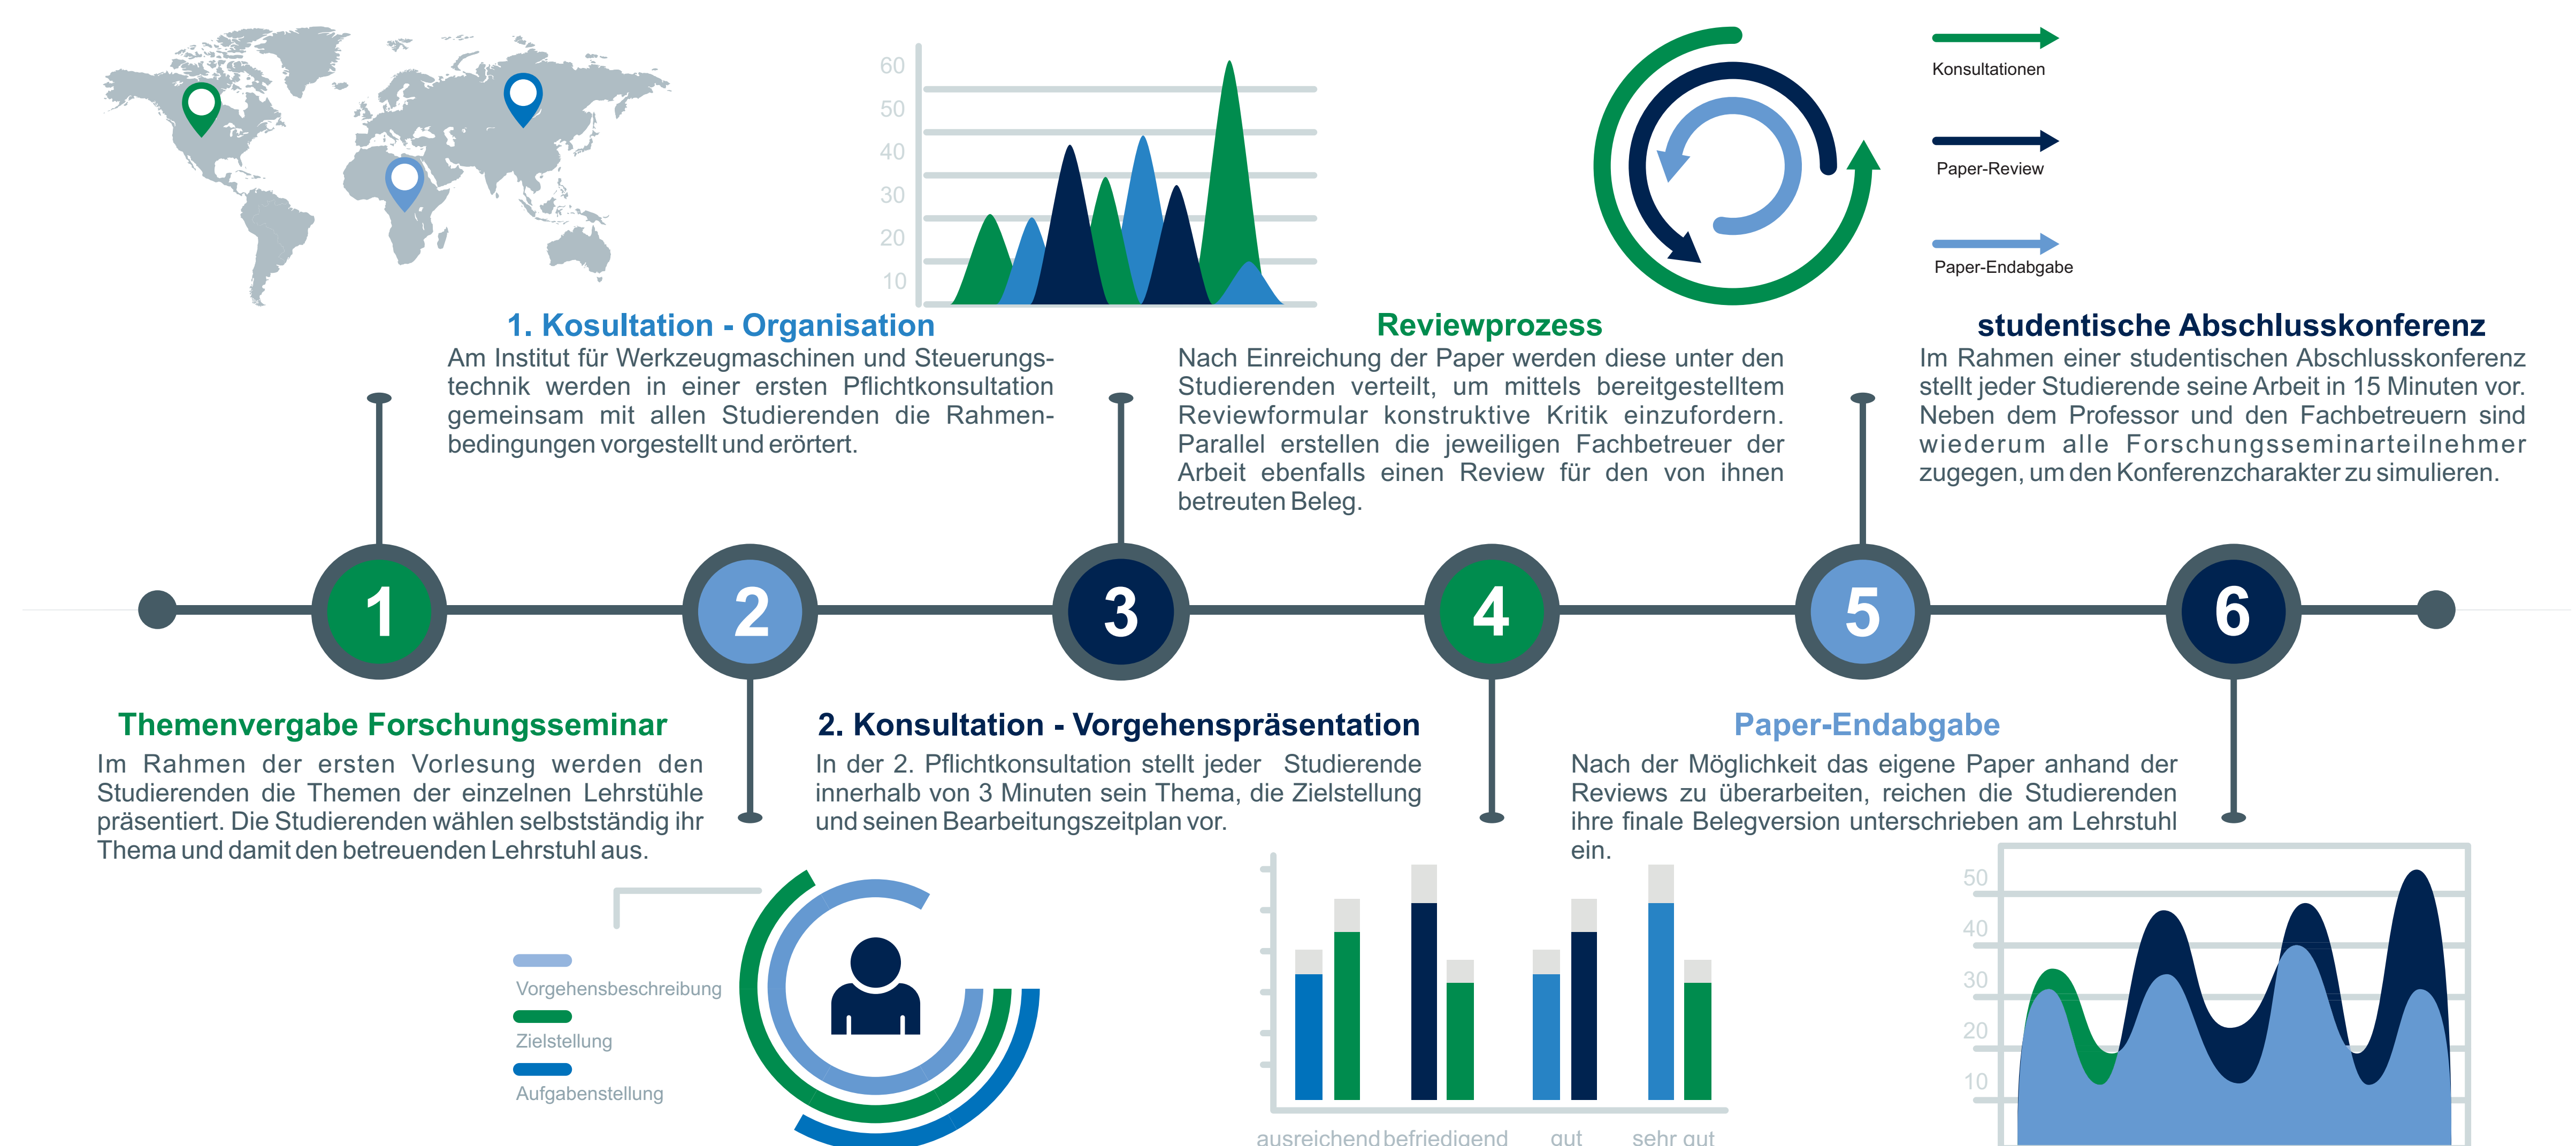 60
50
40
30
20
10
Konsultationen
Paper-Review
Paper-Endabgabe
1. Kosultation - Organisation
Am Institut für Werkzeugmaschinen und Steuerungs-
technik werden in einer ersten Pflichtkonsultation
gemeinsam mit allen Studierenden die Rahmen-
bedingungen vorgestellt und erörtert.
Reviewprozess
Nach Einreichung der Paper werden diese unter den
Studierenden verteilt, um mittels bereitgestelltem
Reviewformular konstruktive Kritik einzufordern.
Parallel erstellen die jeweiligen Fachbetreuer der
Arbeit ebenfalls einen Review für den von ihnen
betreuten Beleg.
studentische Abschlusskonferenz
Im Rahmen einer studentischen Abschlusskonferenz
stellt jeder Studierende seine Arbeit in 15 Minuten vor.
Neben dem Professor und den Fachbetreuern sind
wiederum alle Forschungsseminarteilnehmer
zugegen, um den Konferenzcharakter zu simulieren.
1
2
3
4
5
6
Themenvergabe Forschungsseminar
Im Rahmen der ersten Vorlesung werden den
Studierenden die Themen der einzelnen Lehrstühle
präsentiert. Die Studierenden wählen selbstständig ihr
Thema und damit den betreuenden Lehrstuhl aus.
2. Konsultation - Vorgehenspräsentation
In der 2. Pflichtkonsultation stellt jeder Studierende
innerhalb von 3 Minuten sein Thema, die Zielstellung
und seinen Bearbeitungszeitplan vor.
Paper-Endabgabe
Nach der Möglichkeit das eigene Paper anhand der
Reviews zu überarbeiten, reichen die Studierenden
ihre finale Belegversion unterschrieben am Lehrstuhl
ein.
Vorgehensbeschreibung
Zielstellung
Aufgabenstellung
ausreichend befriedigend gut sehr gut
50
40
30
20
10